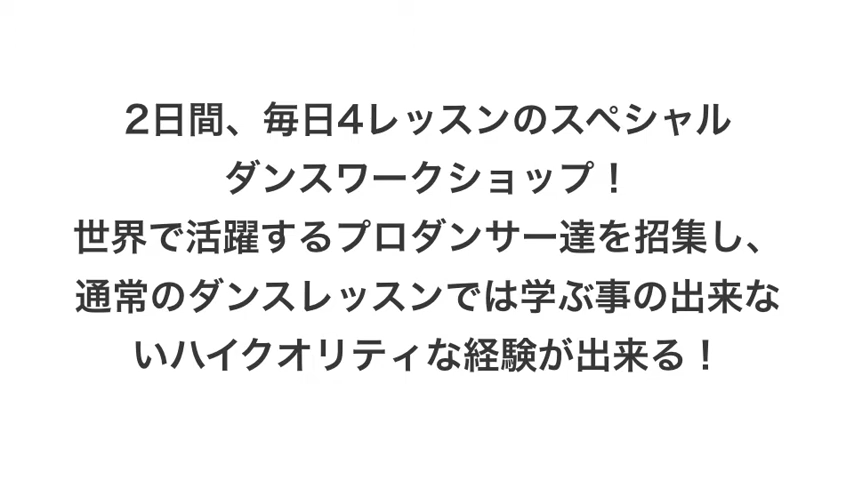 2日間、毎日4レッスンのスペシャル
ダンスワークショップ！
世界で活躍するプロダンサー達を招集し、
通常のダンスレッスンでは学ぶ事の出来な
いハイクオリティな経験が出来る！